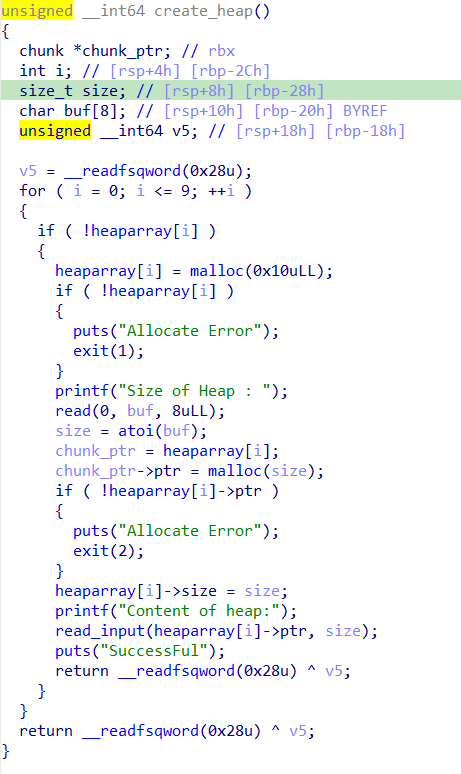 unsigned __int64 create_heap()
{
  chunk *chunk_ptr; // rbx
  int i; // [rsp+4h] [rbp-2Ch]
  size_t size; // [rsp+8h] [rbp-28h]
  char buf[8]; // [rsp+10h] [rbp-20h] BYREF
  unsigned __int64 v5; // [rsp+18h] [rbp-18h]

  v5 = __readfsqword(0x28u);
  for ( i = 0; i <= 9; ++i )
  {
    if ( !heaparray[i] )
    {
      heaparray[i] = malloc(0x10uLL);
      if ( !heaparray[i] )
      {
        puts("Allocate Error");
        exit(1);
      }
      printf("Size of Heap : ");
      read(0, buf, 8uLL);
      size = atoi(buf);
      chunk_ptr = heaparray[i];
      chunk_ptr->ptr = malloc(size);
      if ( !heaparray[i]->ptr )
      {
        puts("Allocate Error");
        exit(2);
      }
      heaparray[i]->size = size;
      printf("Content of heap:");
      read_input(heaparray[i]->ptr, size);
      puts("SuccessFul");
      return __readfsqword(0x28u) ^ v5;
    }
  }
  return __readfsqword(0x28u) ^ v5;
}